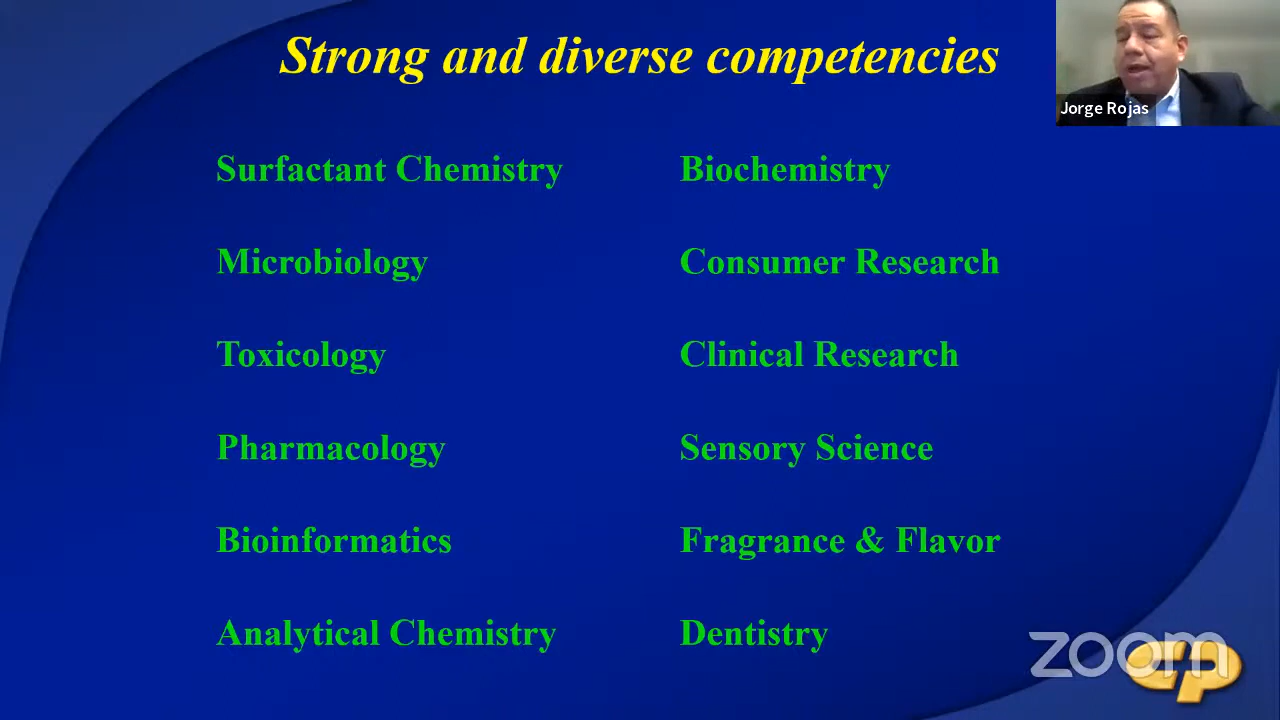 Strong and diverse competencies
Jorge Rojas
Surfactant Chemistry
Microbiology
Toxicology
Pharmacology
Bioinformatics
Analytical Chemistry
Biochemistry
Consumer Research
Clinical Research
Sensory Science
Fragrance & Flavor
Dentistry
zoom
cp